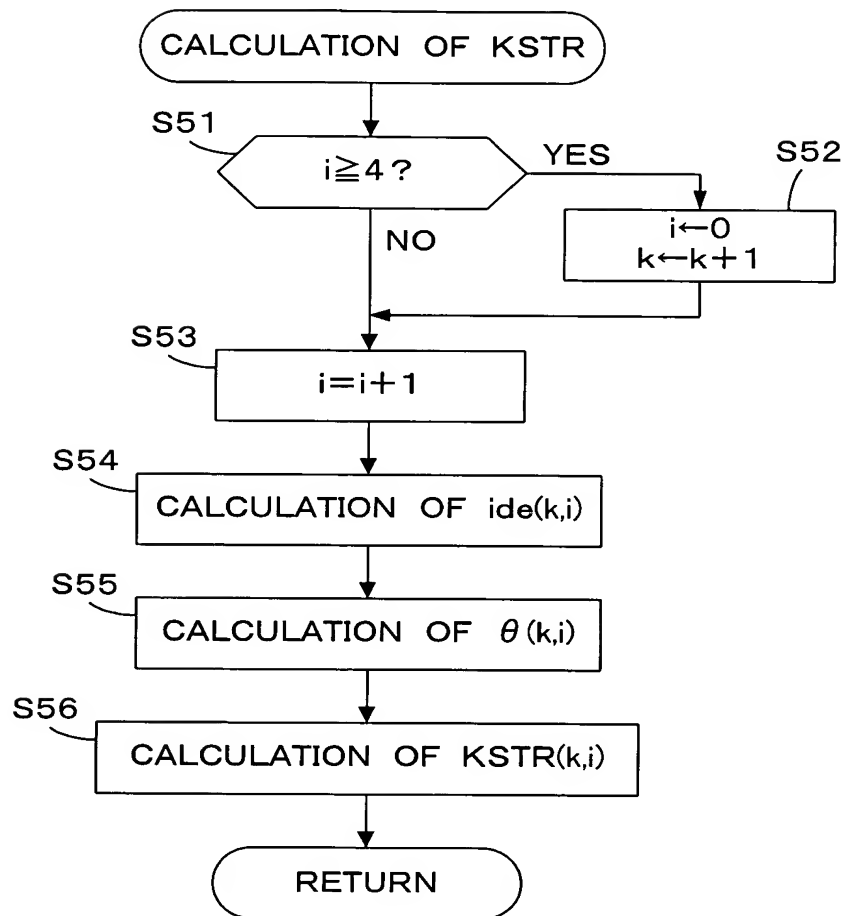 CALCULATION OF KSTR
S51
i≧4?
YES
S52
i←0
k←k+1
NO
S53
i=i+1
S54
CALCULATION OF ide(k,i)
S55
CALCULATION OF θ(k,i)
S56
CALCULATION OF KSTR(k,i)
RETURN